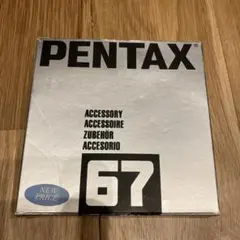 PENTAX
ACCESSORY
ACCESSOIRE
ZUBEHÖR
ACCESORIO
67
NEW
PRICE